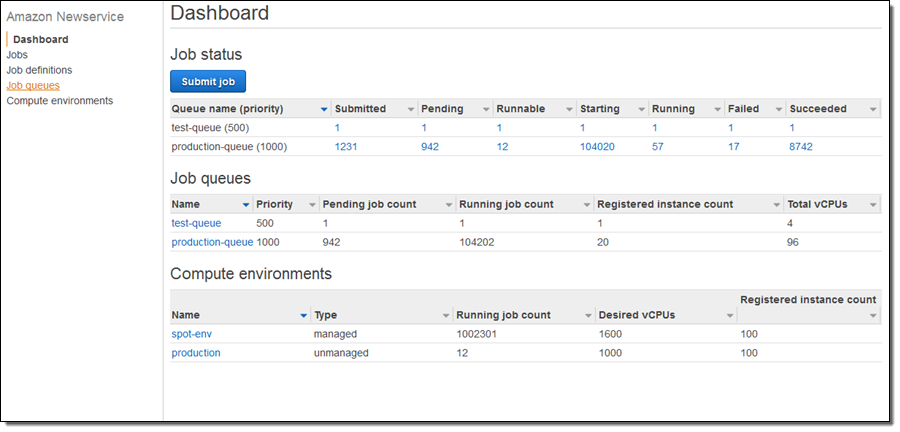 Amazon Newservice
Dashboard
Jobs
Job definitions
Job queues
Compute environments
Dashboard
Job status
Submit job
Queue name (priority) Submitted Pending Runnable Starting Running Failed Succeeded
test-queue (500) 1 1 1 1 1 1 1
production-queue (1000) 1231 942 12 104020 57 17 8742
Job queues
Name Priority Pending job count Running job count Registered instance count Total vCPUs
test-queue 500 1 1 1 4
production-queue 1000 942 104202 20 96
Compute environments
Name Type Running job count Desired vCPUs Registered instance count
spot-env managed 1002301 1600 100
production unmanaged 12 1000 100